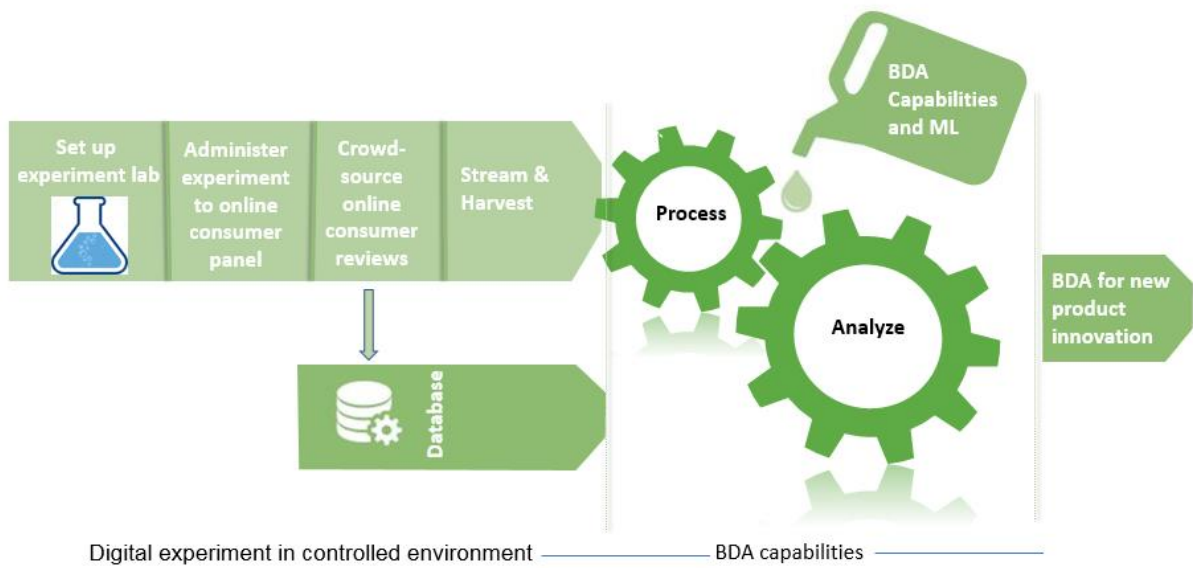 Set up
experiment lab
Administer
experiment
to online
consumer
panel
Crowd-
source
online
consumer
reviews
Stream &
Harvest
Database
Process
Analyze
BDA
Capabilities
and ML
BDA for new
product
innovation
Digital experiment in controlled environment
BDA capabilities